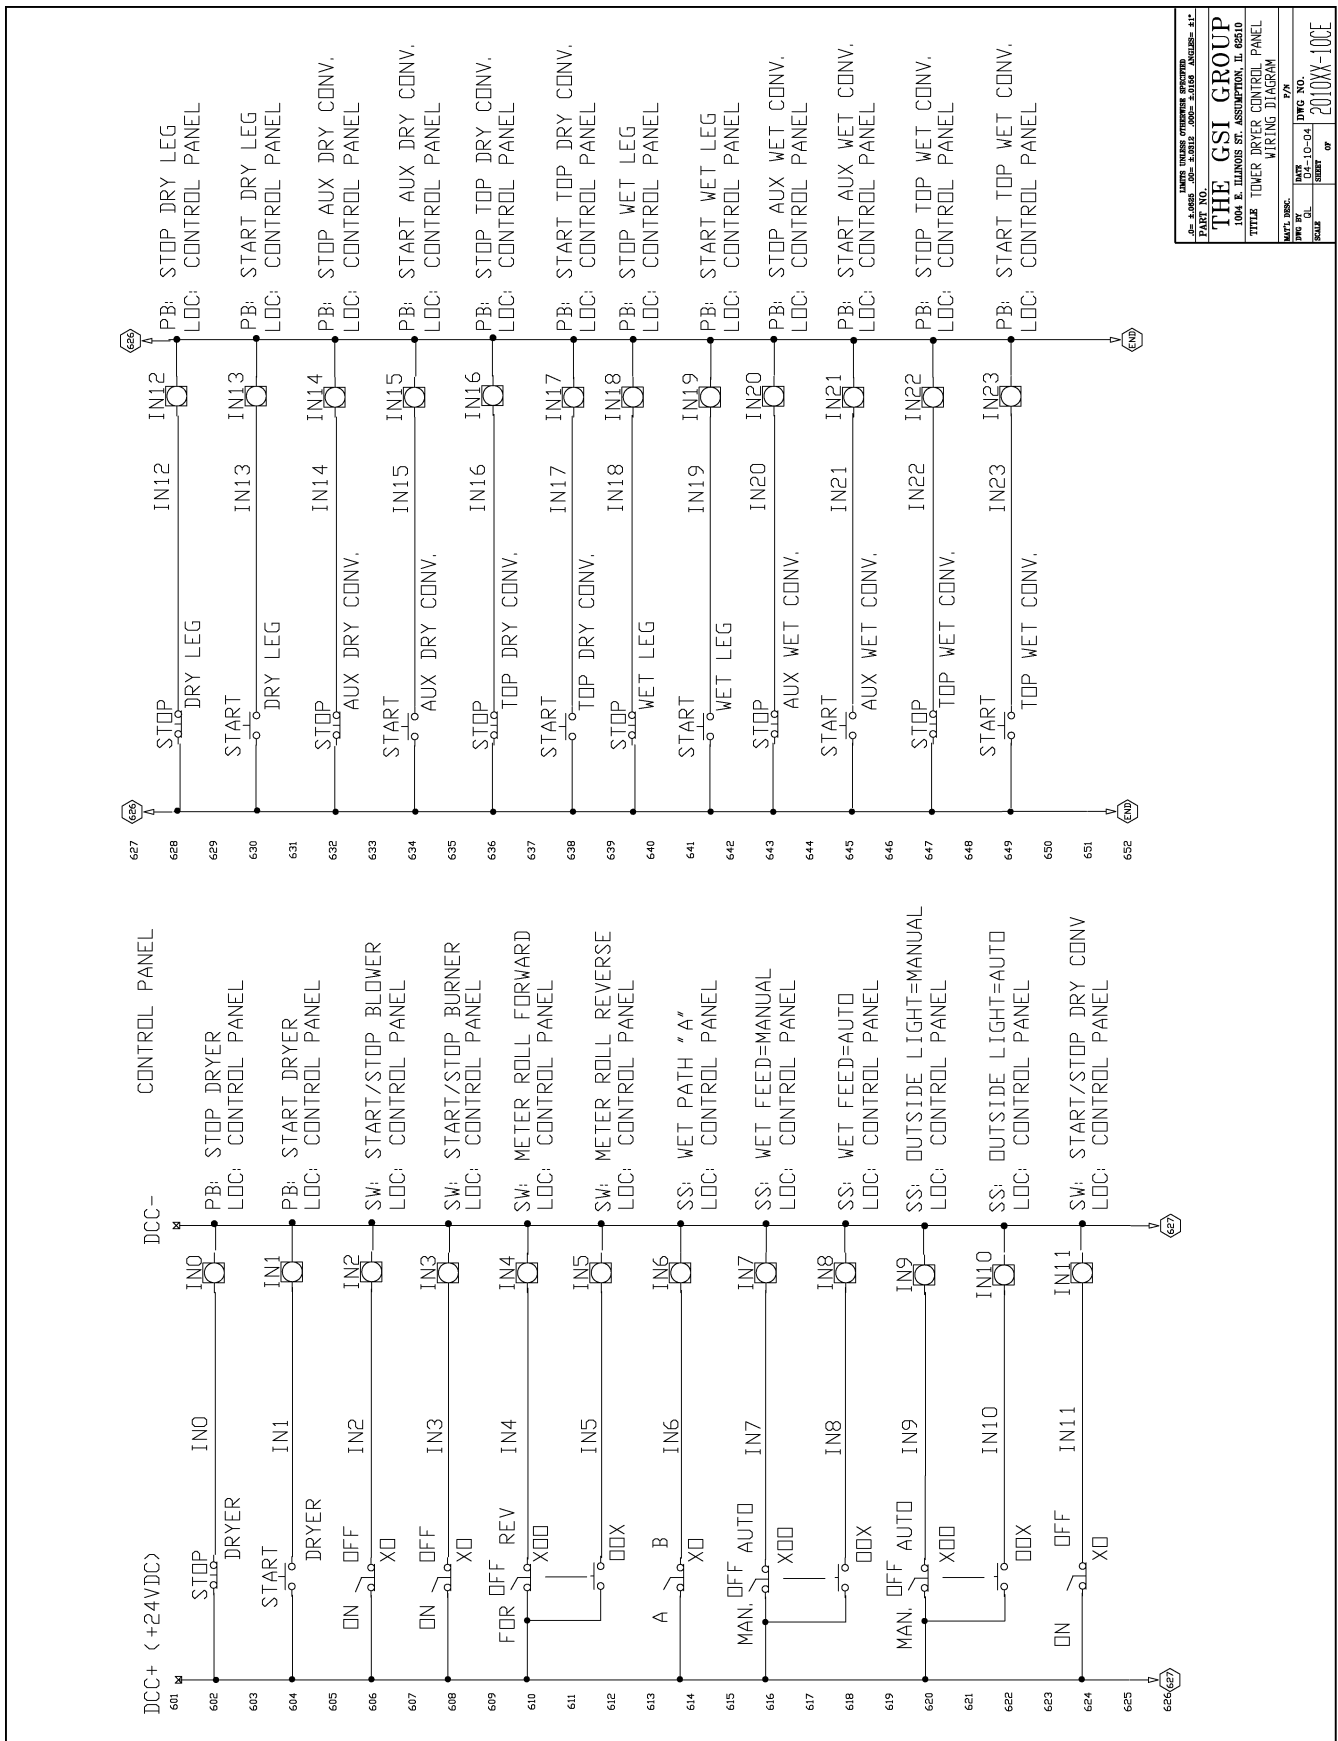 CONTROL PANEL
DCC+ (+24VDC)
DCC-
601
602
STOP
DRYER
IN0
IN0
PB: STOP DRYER
LOC: CONTROL PANEL
603
604
START
DRYER
IN1
IN1
PB: START DRYER
LOC: CONTROL PANEL
605
606
ON OFF
XO
IN2
IN2
SW: START/STOP BLOWER
LOC: CONTROL PANEL
607
608
ON OFF
XO
IN3
IN3
SW: START/STOP BURNER
LOC: CONTROL PANEL
609
610
FOR OFF REV
XOO
IN4
IN4
SW: METER ROLL FORWARD
LOC: CONTROL PANEL
611
612
OOX
IN5
IN5
SW: METER ROLL REVERSE
LOC: CONTROL PANEL
613
614
A B
XO
IN6
IN6
SS: WET PATH "A"
LOC: CONTROL PANEL
615
616
MAN. OFF AUTO
XOO
IN7
IN7
SS: WET FEED=MANUAL
LOC: CONTROL PANEL
617
618
OOX
IN8
IN8
SS: WET FEED=AUTO
LOC: CONTROL PANEL
619
620
MAN. OFF AUTO
XOO
IN9
IN9
SS: OUTSIDE LIGHT=MANUAL
LOC: CONTROL PANEL
621
622
OOX
IN10
IN10
SS: OUTSIDE LIGHT=AUTO
LOC: CONTROL PANEL
623
624
ON OFF
XO
IN11
IN11
SW: START/STOP DRY CONV
LOC: CONTROL PANEL
625
626
627
627
627
626
626
628
STOP
DRY LEG
IN12
IN12
PB: STOP DRY LEG
LOC: CONTROL PANEL
629
630
START
DRY LEG
IN13
IN13
PB: START DRY LEG
LOC: CONTROL PANEL
631
632
STOP
AUX DRY CONV.
IN14
IN14
PB: STOP AUX DRY CONV.
LOC: CONTROL PANEL
633
634
START
AUX DRY CONV.
IN15
IN15
PB: START AUX DRY CONV.
LOC: CONTROL PANEL
635
636
STOP
TOP DRY CONV.
IN16
IN16
PB: STOP TOP DRY CONV.
LOC: CONTROL PANEL
637
638
START
TOP DRY CONV.
IN17
IN17
PB: START TOP DRY CONV.
LOC: CONTROL PANEL
639
STOP
WET LEG
IN18
IN18
PB: STOP WET LEG
LOC: CONTROL PANEL
640
641
START
WET LEG
IN19
IN19
PB: START WET LEG
LOC: CONTROL PANEL
642
643
STOP
AUX WET CONV.
IN20
IN20
PB: STOP AUX WET CONV.
LOC: CONTROL PANEL
644
645
START
AUX WET CONV.
IN21
IN21
PB: START AUX WET CONV.
LOC: CONTROL PANEL
646
647
STOP
TOP WET CONV.
IN22
IN22
PB: STOP TOP WET CONV.
LOC: CONTROL PANEL
648
649
START
TOP WET CONV.
IN23
IN23
PB: START TOP WET CONV.
LOC: CONTROL PANEL
650
651
652
END
END
LIMITS UNLESS OTHERWISE SPECIFIED
.0= ±.0625 .00= ±.0312 .000= ±.0156 ANGLES= ±1°
PART NO.
THE GSI GROUP
1004 E. ILLINOIS ST. ASSUMPTION, IL 62510
TITLE TOWER DRYER CONTROL PANEL
WIRING DIAGRAM
MAT'L DESC. P/N
DWG BY GL
DATE 04-10-04
DWG NO.
2010XX-10CE
SCALE
SHEET OF